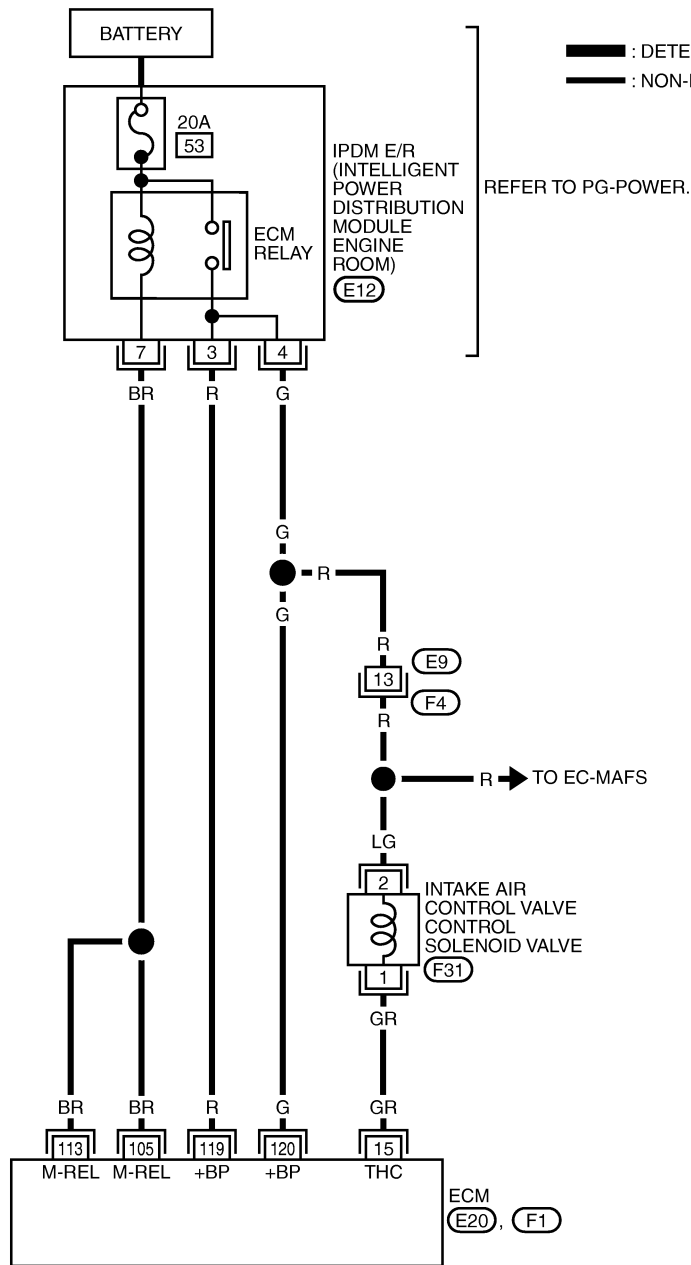 BATTERY
: DETE
: NON-
20A
53
IPDM E/R
(INTELLIGENT
POWER
DISTRIBUTION
MODULE
ENGINE
ROOM)
E12
REFER TO PG-POWER.
ECM
RELAY
7 3 4
BR R G
G
R
G
R
E9
13
F4
R
R TO EC-MAFS
LG
2
INTAKE AIR
CONTROL VALVE
CONTROL
SOLENOID VALVE
F31
1
GR
BR BR R G GR
113 105 119 120 15
M-REL M-REL +BP +BP THC
ECM
E20 , F1